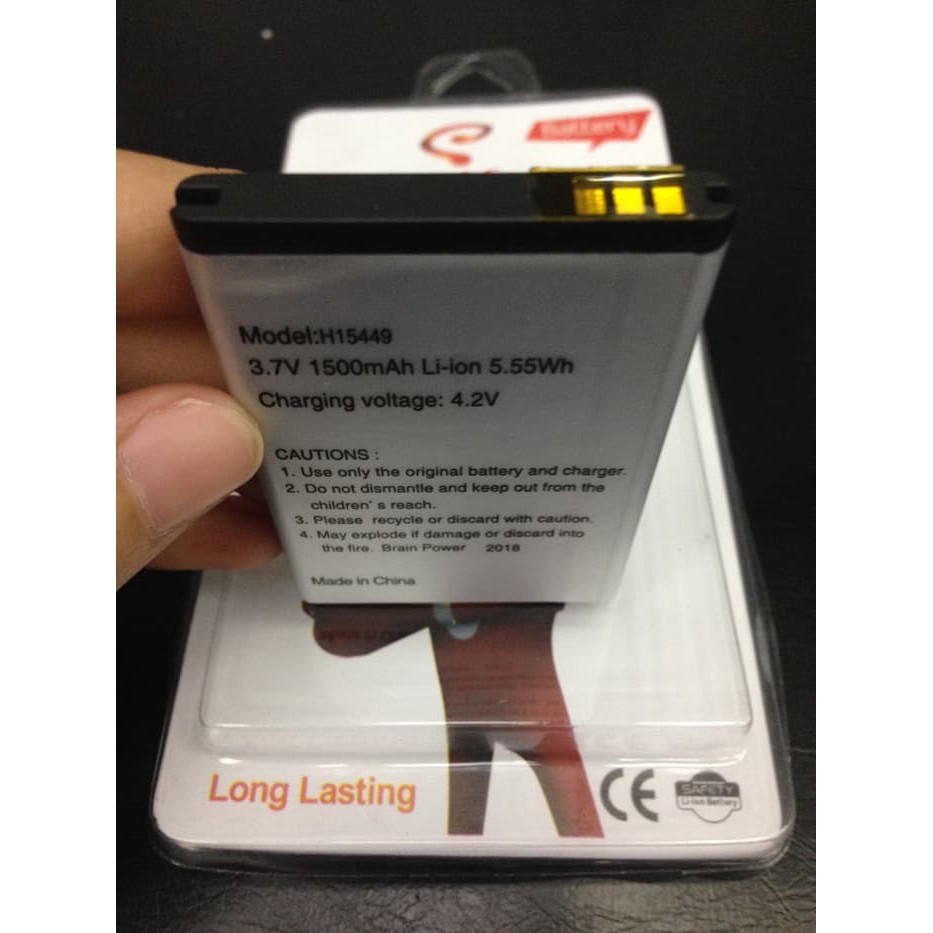 Battery
Model:H15449
3.7V 1500mAh Li-ion 5.55Wh
Charging voltage: 4.2V
CAUTIONS :
1. Use only the original battery and charger.
2. Do not dismantle and keep out from the
children' s reach.
3. Please recycle or discard with caution.
4. May explode if damage or discard into
the fire. Brain Power 2018
Made in China
Long Lasting
CE
SAFETY
Li-ion Battery